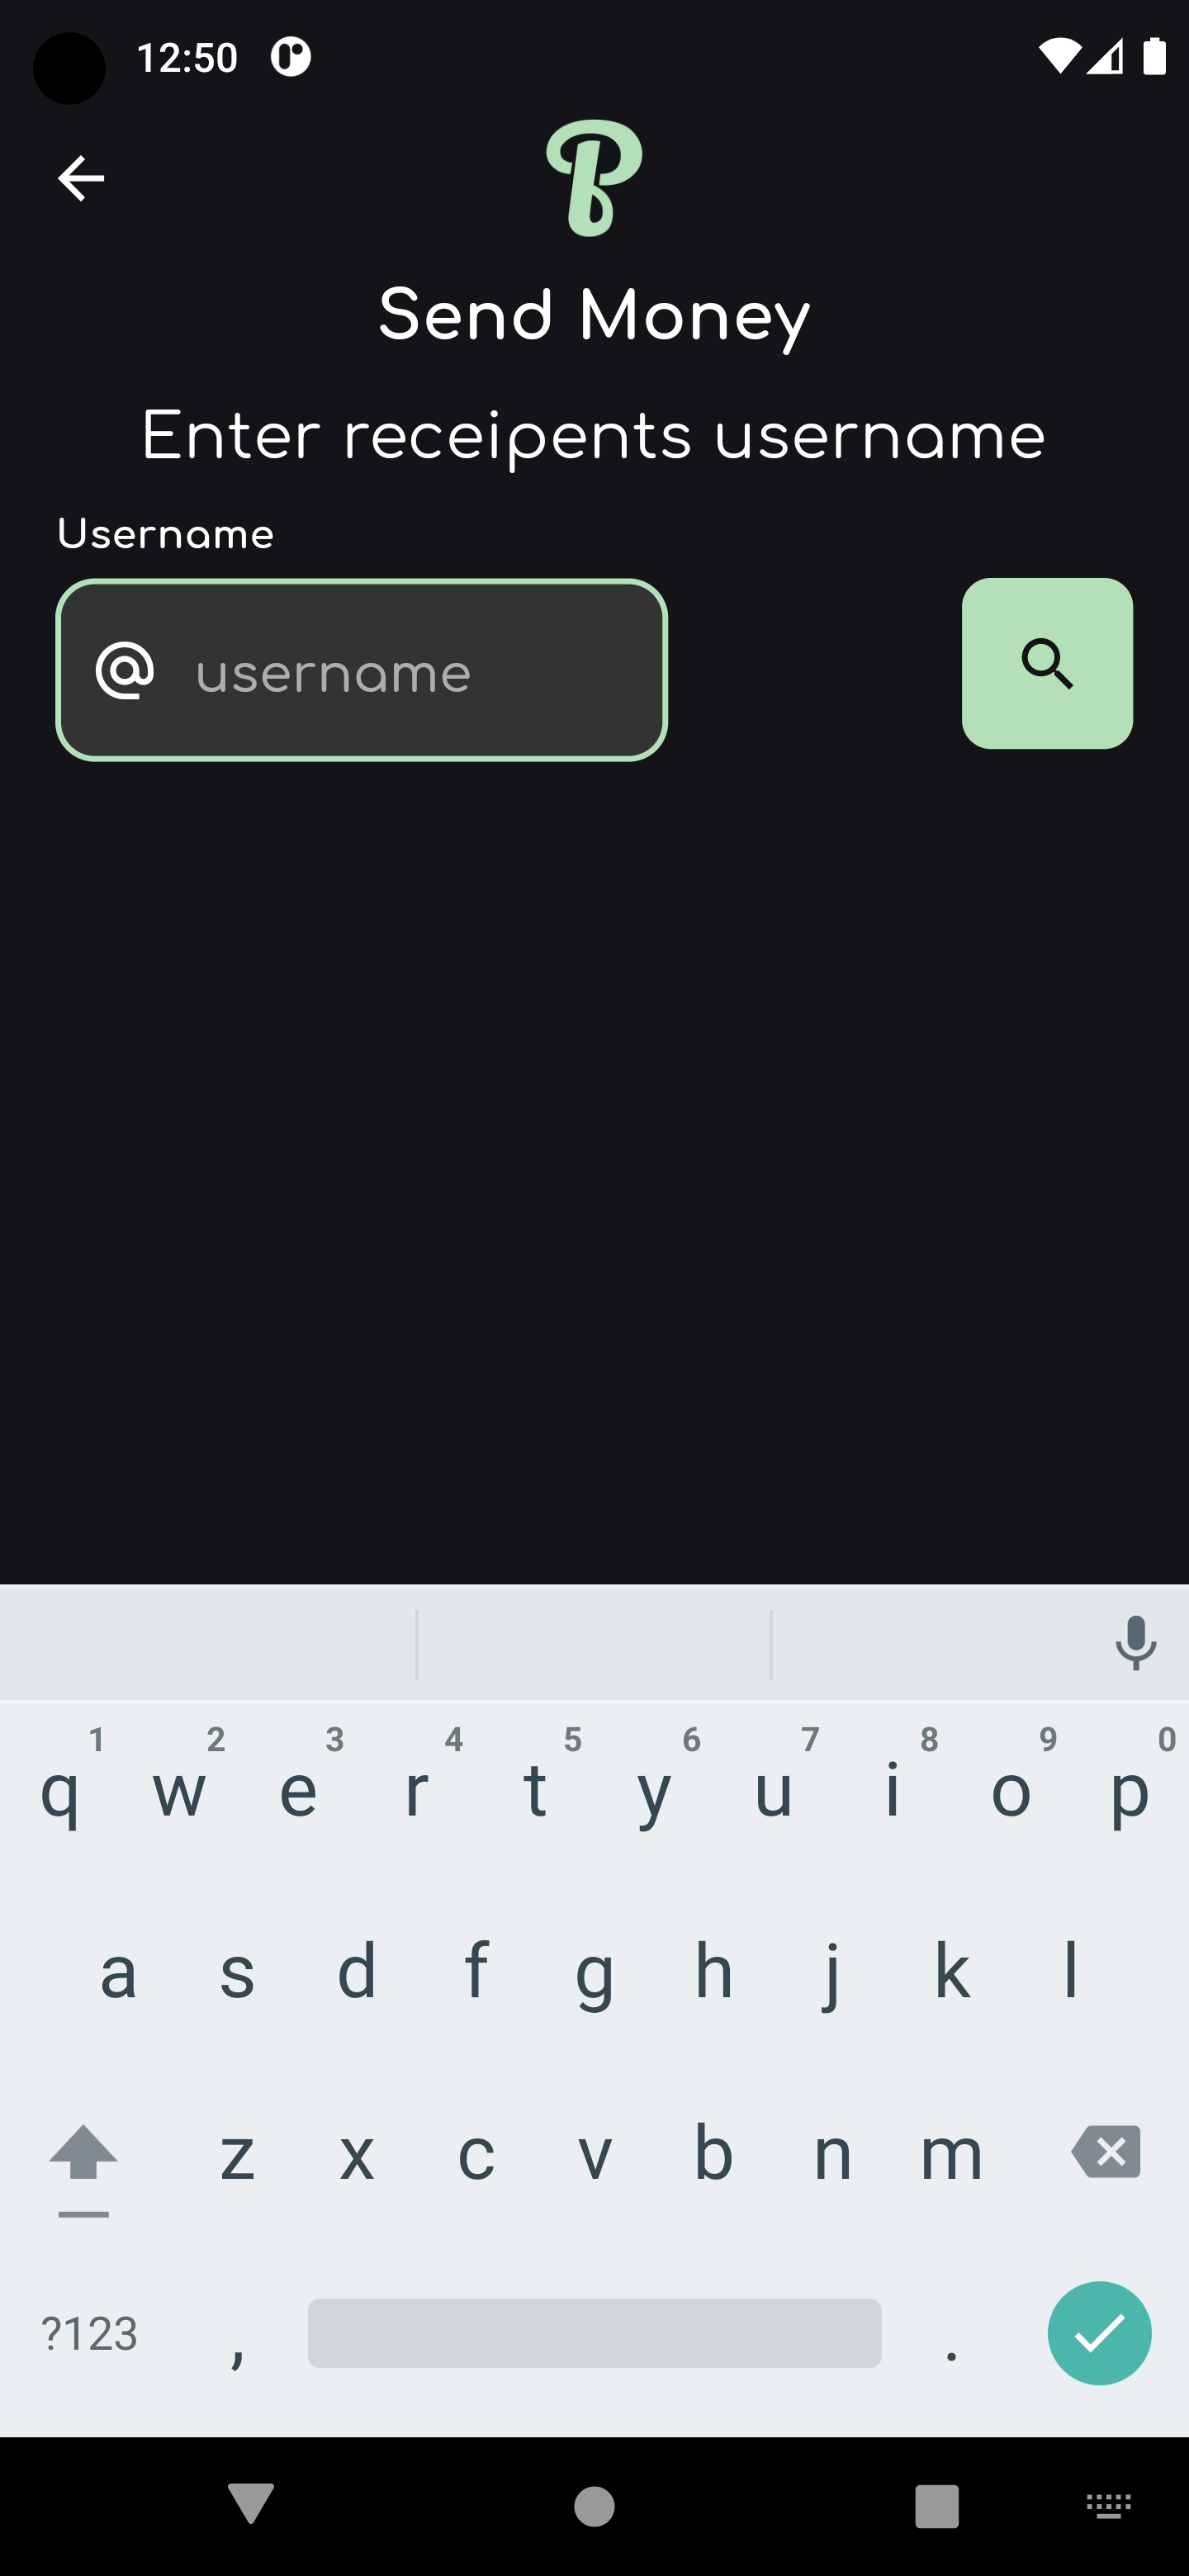 12:50
Send Money
Enter receipents username
Username
username
1 2 3 4 5 6 7 8 9 0
q w e r t y u i o p
a s d f g h j k l
z x c v b n m
?123 , .